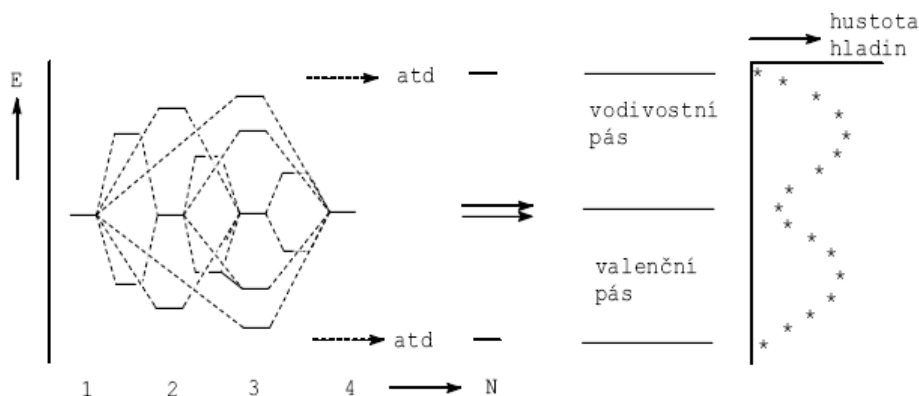 hustota
hladin
E
atd
vodivostní
pás
valenční
pás
atd
1 2 3 4 N